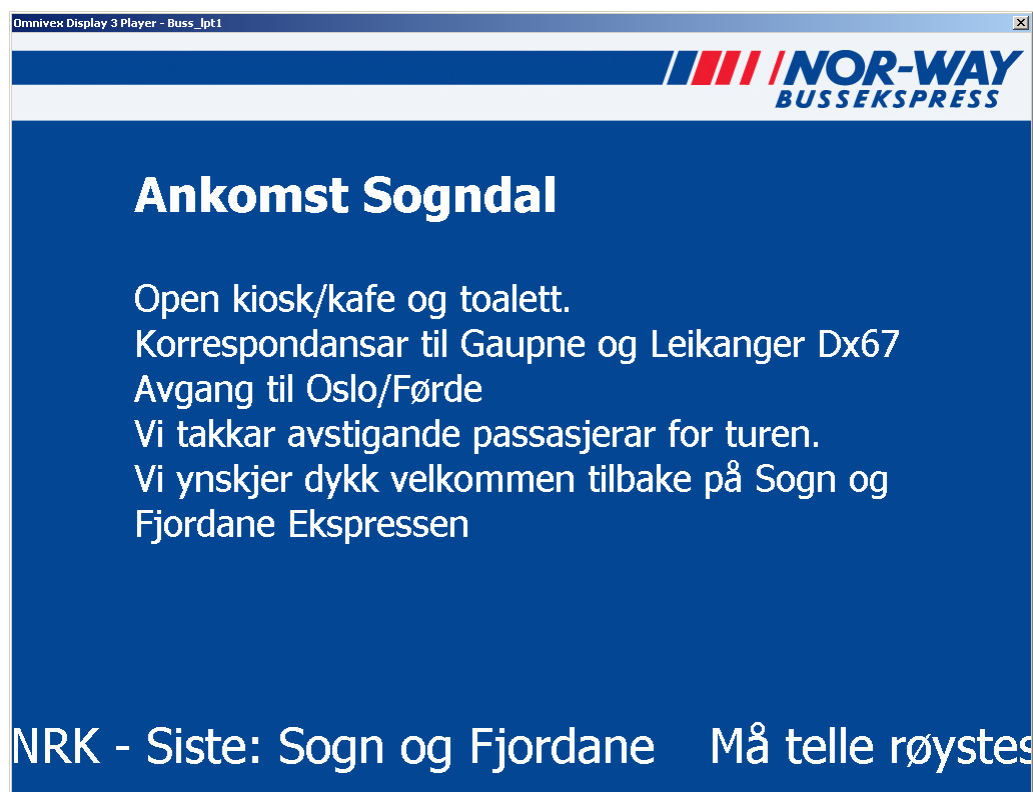 Omnivex Display 3 Player - Buss_lpt1
NOR-WAY
BUSSEKSPRESS
Ankomst Sogndal
Open kiosk/kafe og toalett.
Korrespondansar til Gaupne og Leikanger Dx67
Avgang til Oslo/Førde
Vi takkar avstigande passasjerar for turen.
Vi ynskjer dykk velkommen tilbake på Sogn og
Fjordane Ekspressen
NRK - Siste: Sogn og Fjordane    Må telle røystes